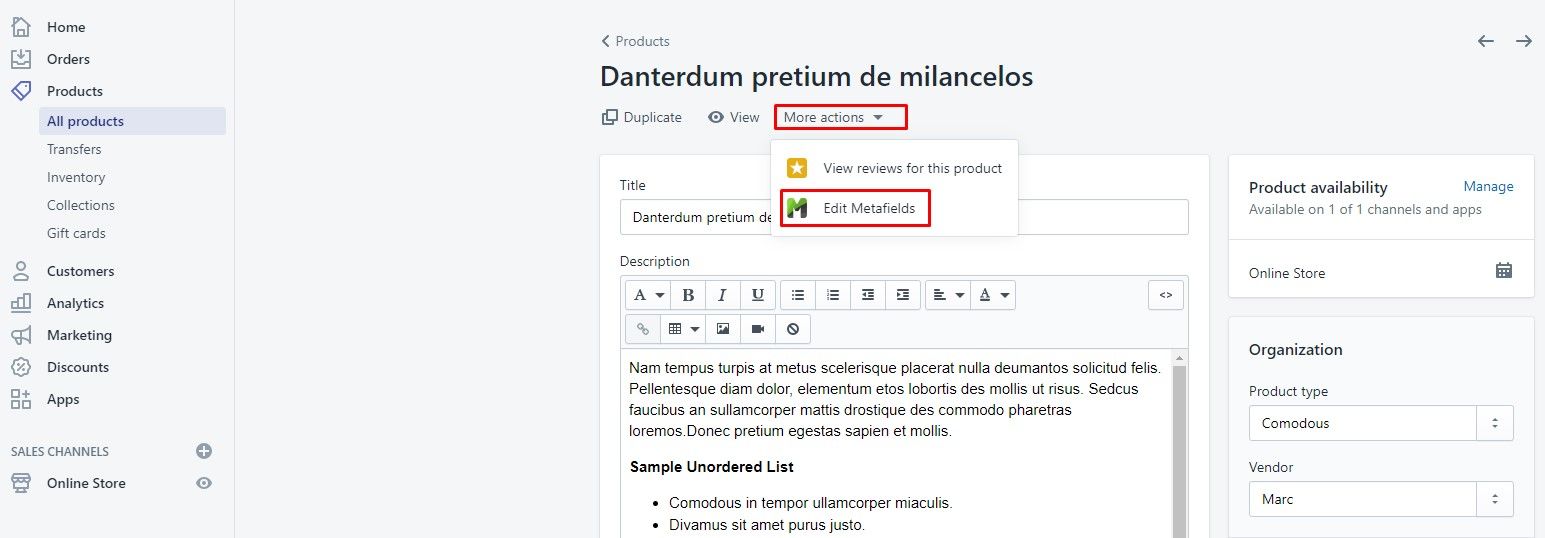 Home
Orders
Products
All products
Transfers
Inventory
Collections
Gift cards
Customers
Analytics
Marketing
Discounts
Apps
SALES CHANNELS
Online Store
Products
Danterdum pretium de milancelos
Duplicate View More actions
View reviews for this product
Edit Metafields
Title
Danterdum pretium de
Description
A B I U A <>
Nam tempus turpis at metus scelerisque placerat nulla deumantos solicitud felis.
Pellentesque diam dolor, elementum etos lobortis des mollis ut risus. Sedcus
faucibus an sullamcorper mattis drostique des commodo pharetras
loremos.Donec pretium egestas sapien et mollis.
Sample Unordered List
• Comodous in tempor ullamcorper miaculis.
• Divamus sit amet purus justo.
Product availability Manage
Available on 1 of 1 channels and apps
Online Store
Organization
Product type
Comodous
Vendor
Marc